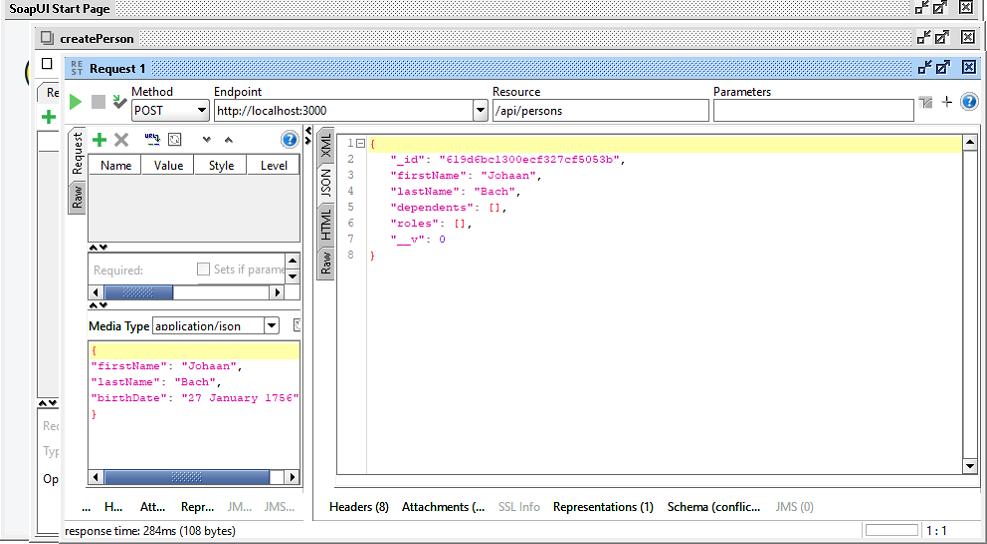 SoapUI Start Page
createPerson
RE
ST
Request 1
Re
Method
Endpoint
Resource
Parameters
POST
http://localhost:3000
/api/persons
Request
Raw
Name Value Style Level
Required:
Sets if parame
Media Type application/json
{
"firstName": "Johaan",
"lastName": "Bach",
"birthDate": "27 January 1756"
}
XML
JSON
HTML
Raw
1 {
2 "_id": "619d6bc1300ecf327cf5053b",
3 "firstName": "Johaan",
4 "lastName": "Bach",
5 "dependents": [],
6 "roles": [],
7 "__v": 0
8 }
Rec
Typ
Op
... H... Att... Repr... JM... JMS...
Headers (8) Attachments (... SSL Info Representations (1) Schema (conflic... JMS (0)
response time: 284ms (108 bytes)
1 : 1